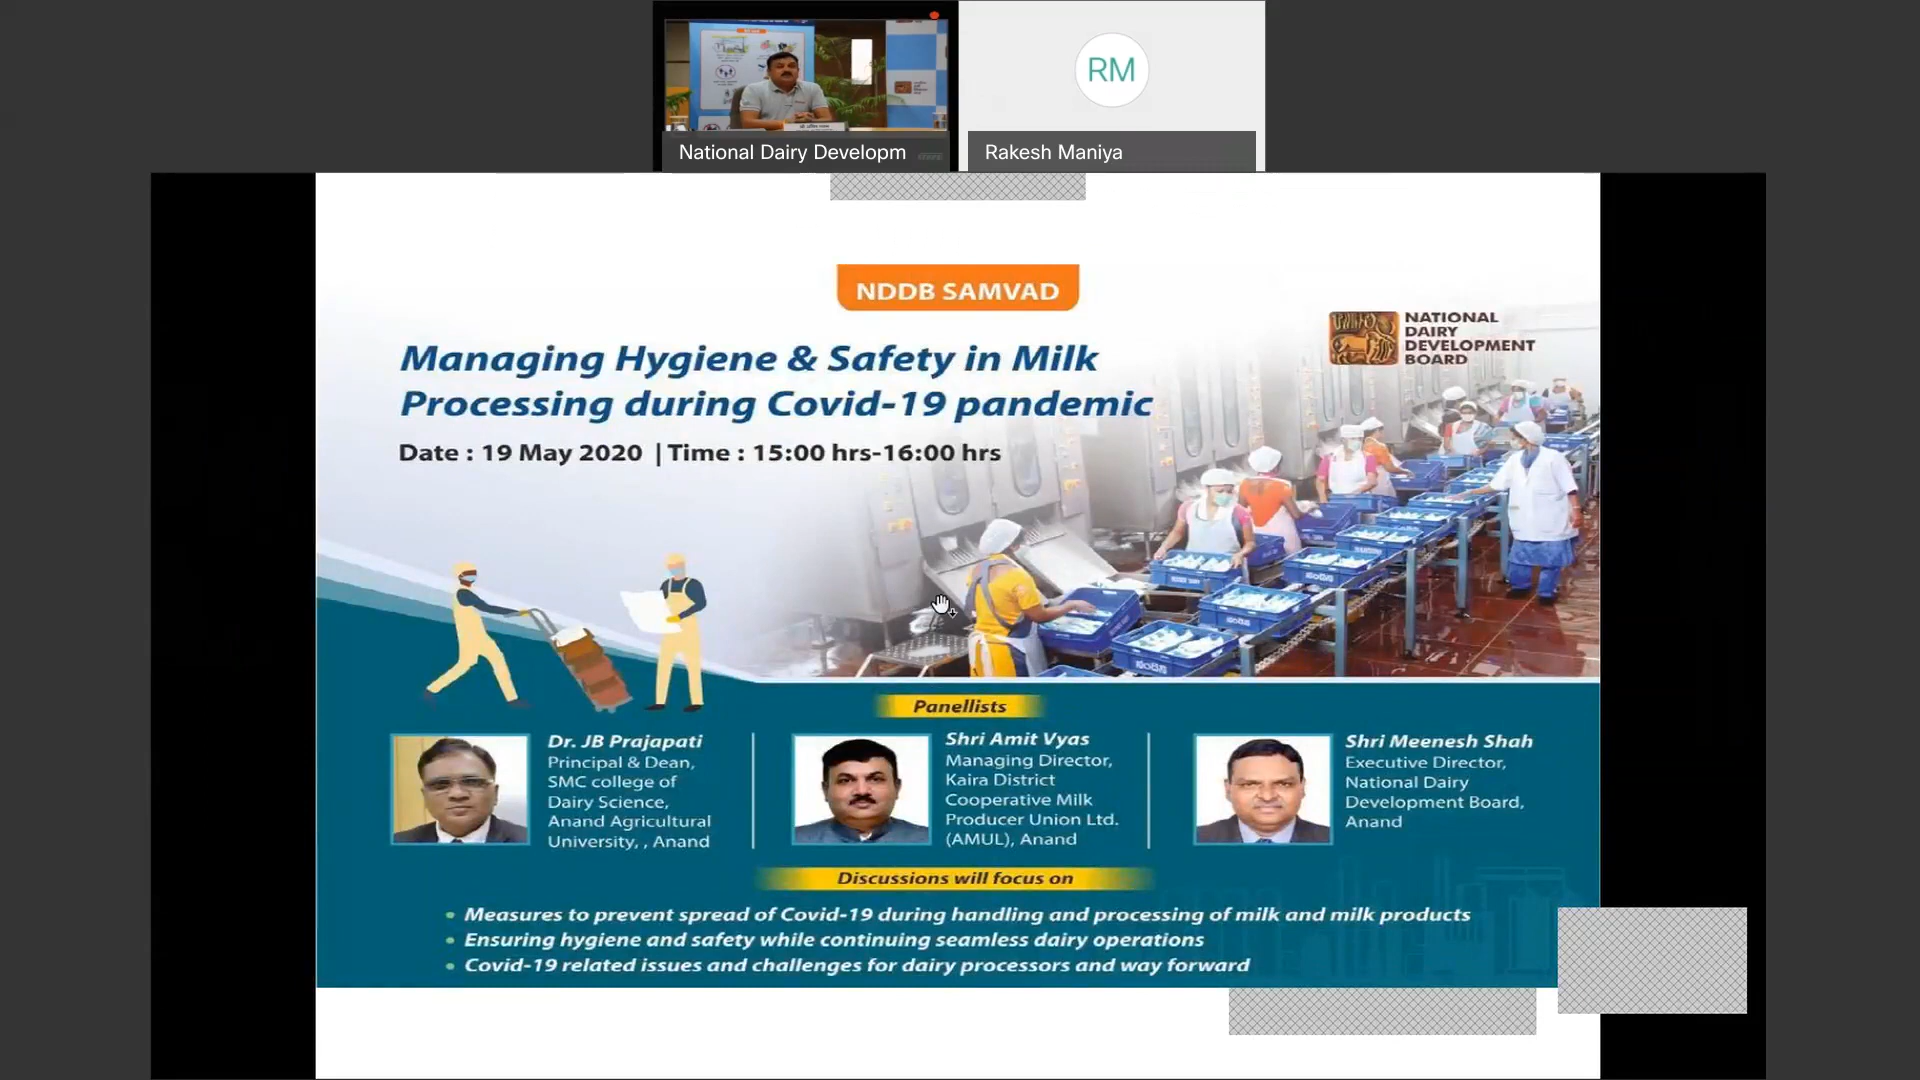 National Dairy Developm
RM
Rakesh Maniya
NDDB SAMVAD
NATIONAL
DAIRY
DEVELOPMENT
BOARD
Managing Hygiene & Safety in Milk
Processing during Covid-19 pandemic
Date : 19 May 2020 | Time : 15:00 hrs-16:00 hrs
Panellists
Dr. JB Prajapati
Principal & Dean,
SMC college of
Dairy Science,
Anand Agricultural
University, , Anand
Shri Amit Vyas
Managing Director,
Kaira District
Cooperative Milk
Producer Union Ltd.
(AMUL), Anand
Shri Meenesh Shah
Executive Director,
National Dairy
Development Board,
Anand
Discussions will focus on
• Measures to prevent spread of Covid-19 during handling and processing of milk and milk products
• Ensuring hygiene and safety while continuing seamless dairy operations
• Covid-19 related issues and challenges for dairy processors and way forward